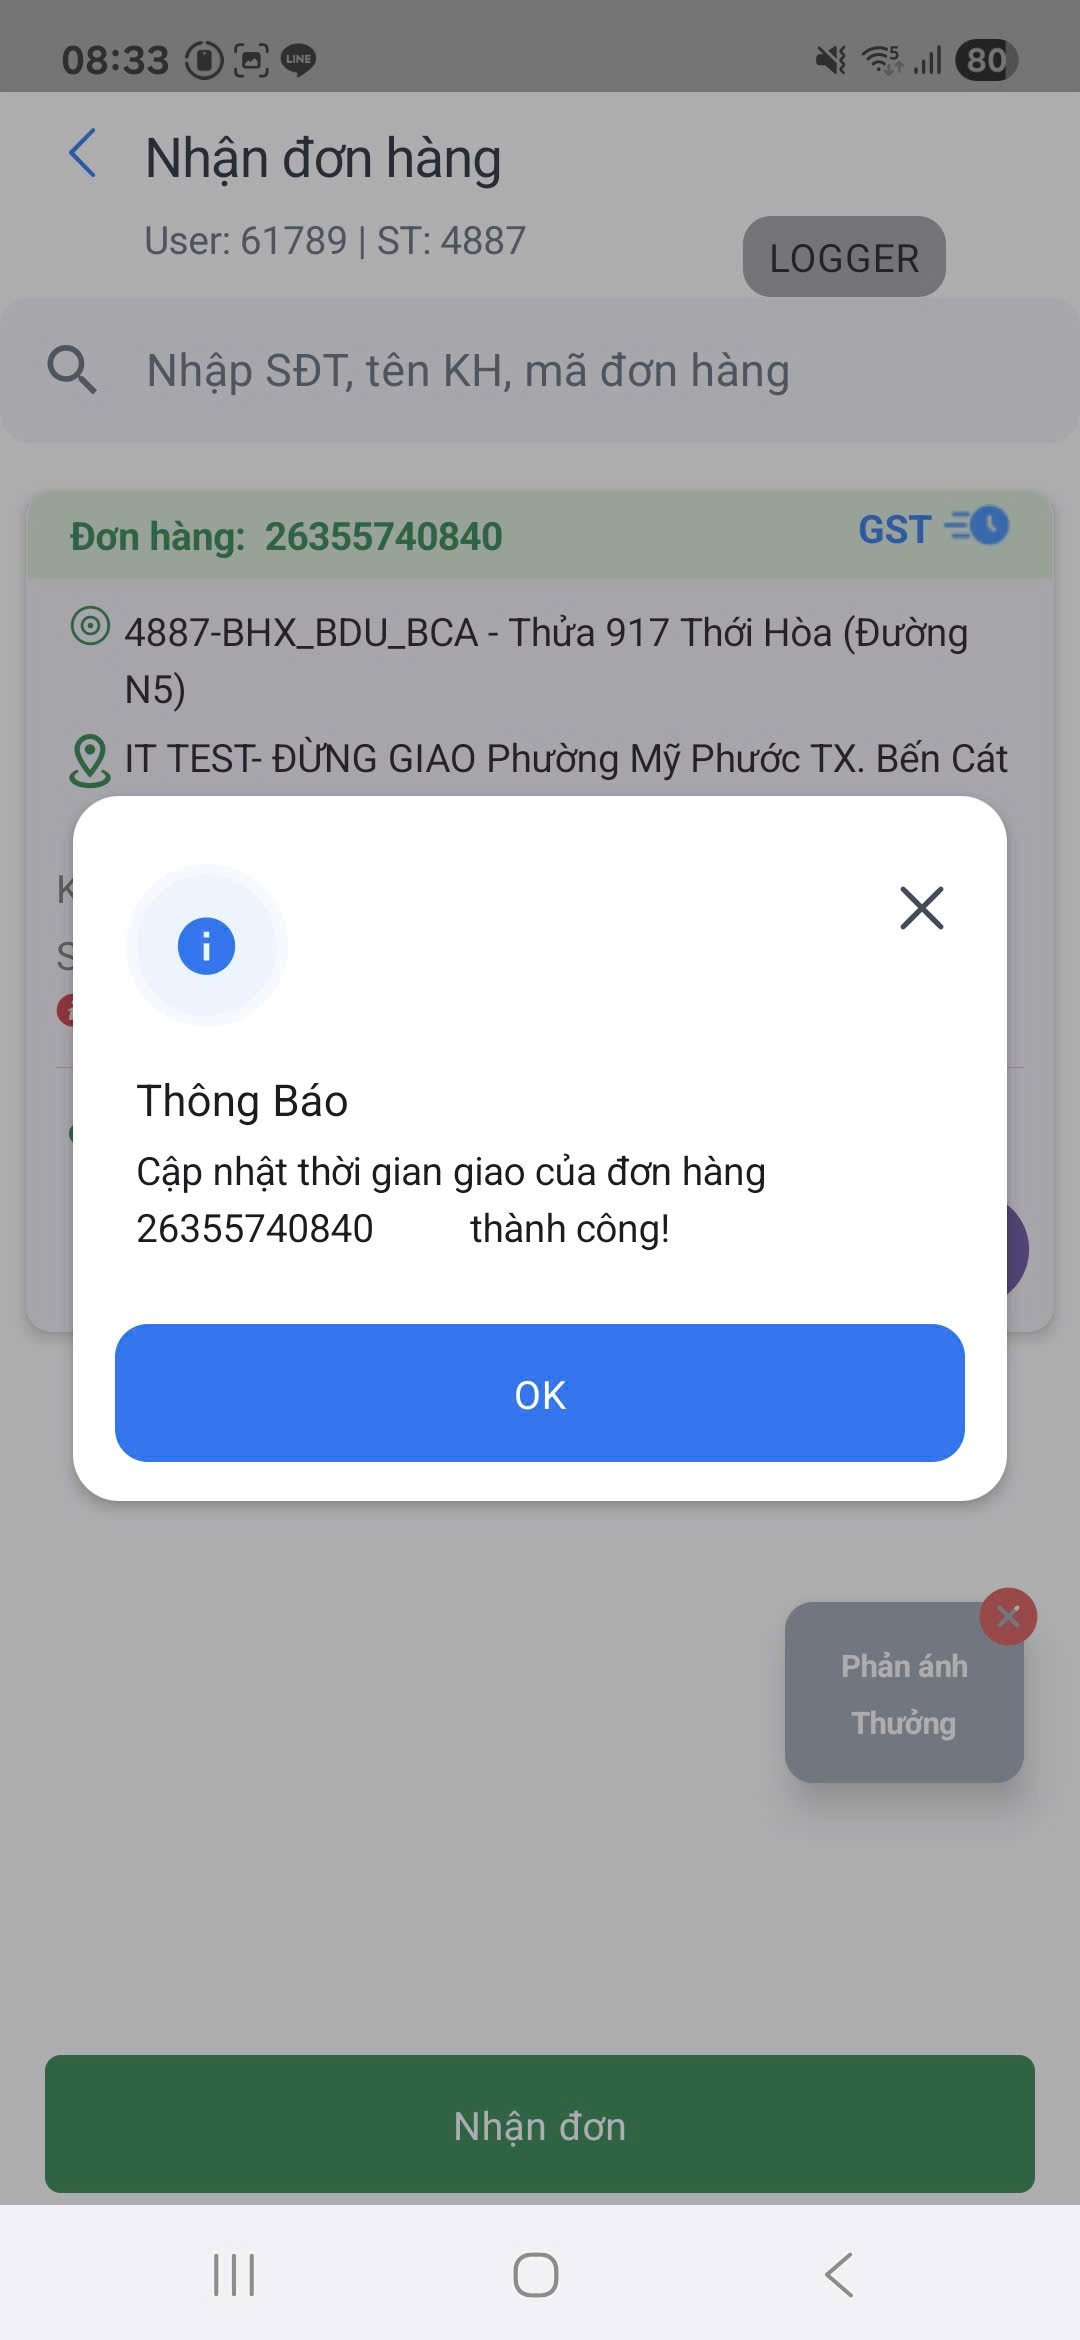 08:33 LINE 5 80
Nhận đơn hàng
User: 61789 | ST: 4887
LOGGER
Nhập SĐT, tên KH, mã đơn hàng
Đơn hàng: 26355740840
GST
4887-BHX_BDU_BCA - Thửa 917 Thới Hòa (Đường
N5)
IT TEST- ĐỪNG GIAO Phường Mỹ Phước TX. Bến Cát
K
S
Thông Báo
Cập nhật thời gian giao của đơn hàng
26355740840 thành công!
OK
Phản ánh
Thưởng
Nhận đơn